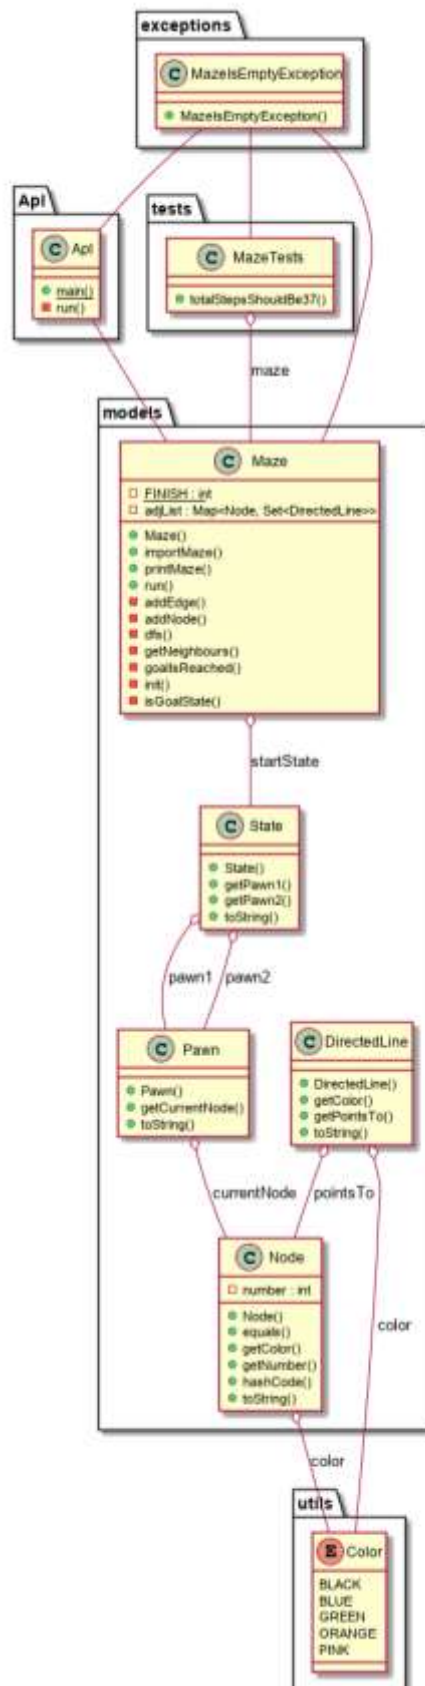 exceptions
C MazeIsEmptyException
MazeIsEmptyException()
Api
C Api
main()
run()
tests
C MazeTests
totalStepsShouldBe37()
maze
models
C Maze
FINISH : int
adjList : Map<Node, Set<DirectedLine>>
Maze()
importMaze()
printMaze()
run()
addEdge()
addNode()
dfs()
getNeighbours()
goalIsReached()
init()
isGoalState()
startState
C State
State()
getPawn1()
getPawn2()
toString()
pawn1 pawn2
C Pawn
Pawn()
getCurrentNode()
toString()
C DirectedLine
DirectedLine()
getColor()
getPointsTo()
toString()
currentNode pointsTo
C Node
number : int
Node()
equals()
getColor()
getNumber()
hashCode()
toString()
color
color
utils
E Color
BLACK
BLUE
GREEN
ORANGE
PINK